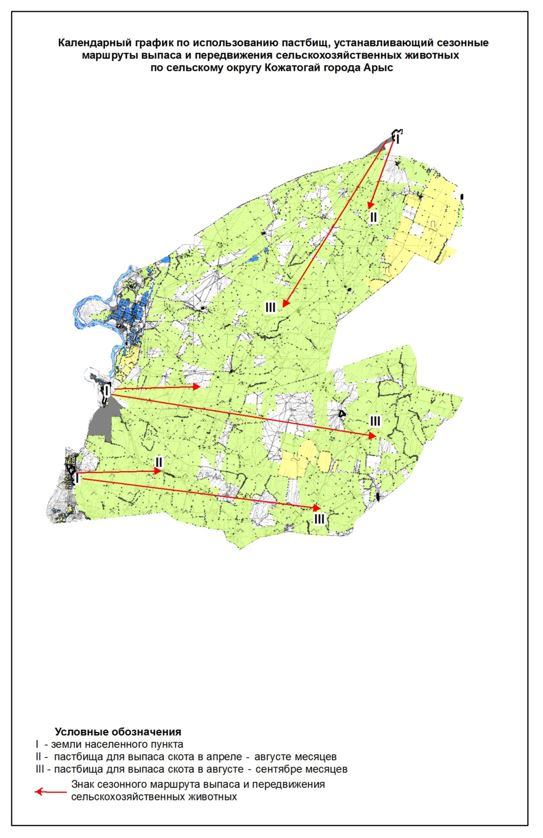 Календарный график по использованию пастбищ, устанавливающий сезонные
маршруты выпаса и передвижения сельскохозяйственных животных
по сельскому округу Кожатогай города Арыс
I
II
III
I
III
II
I
III
Условные обозначения
I - земли населенного пункта
II - пастбища для выпаса скота в апреле - августе месяцев
III - пастбища для выпаса скота в августе - сентябре месяцев
Знак сезонного маршрута выпаса и передвижения
сельскохозяйственных животных